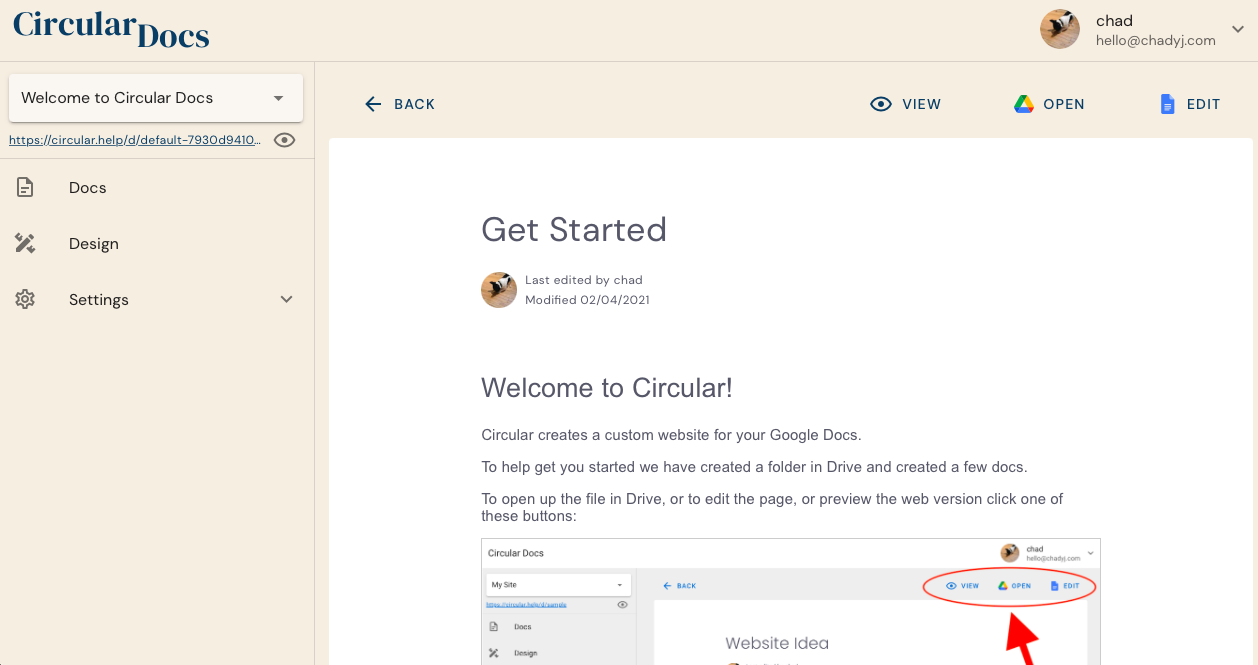 Circular Docs
chad
hello@chadyj.com
Welcome to Circular Docs
https://circular.help/d/default-7930d9410...
Docs
Design
Settings
BACK
VIEW
OPEN
EDIT
Get Started
Last edited by chad
Modified 02/04/2021
Welcome to Circular!
Circular creates a custom website for your Google Docs.
To help get you started we have created a folder in Drive and created a few docs.
To open up the file in Drive, or to edit the page, or preview the web version click one of
these buttons:
Circular Docs
chad
hello@chadyj.com
My Site
BACK
VIEW
OPEN
EDIT
https://circular.help/d/sample
Docs
Design
Website Idea